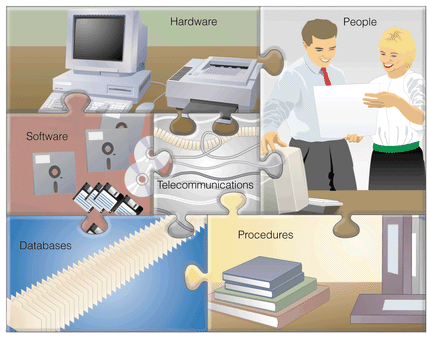 Hardware
People
Software
Telecommunications
Databases
Procedures